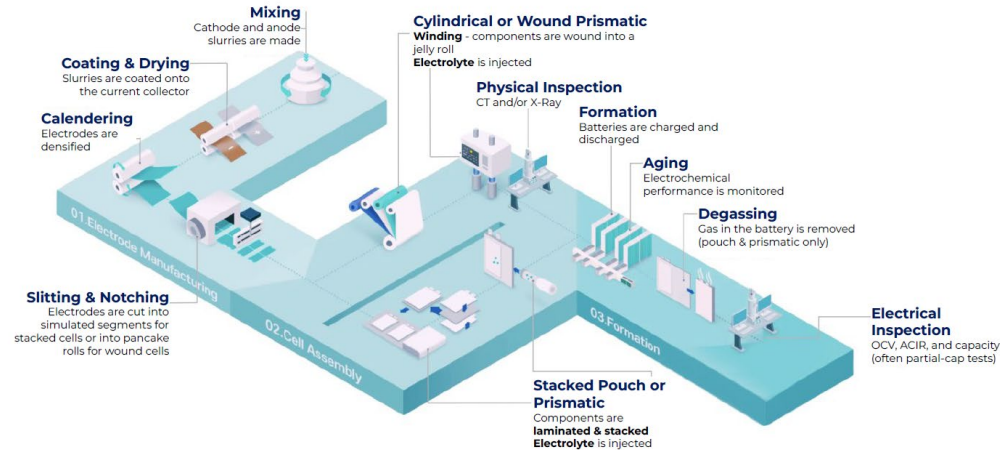 Mixing
Cathode and anode
slurries are made
Coating & Drying
Slurries are coated onto
the current collector
Calendering
Electrodes are
densified
Slitting & Notching
Electrodes are cut into
simulated segments for
stacked cells or into pancake
rolls for wound cells
01.Electrode Manufacturing
Cylindrical or Wound Prismatic
Winding - components are wound into a
jelly roll
Electrolyte is injected
Physical Inspection
CT and/or X-Ray
02.Cell Assembly
Stacked Pouch or
Prismatic
Components are
laminated & stacked
Electrolyte is injected
Formation
Batteries are charged and
discharged
Aging
Electrochemical
performance is monitored
Degassing
Gas in the battery is removed
(pouch & prismatic only)
03.Formation
Electrical
Inspection
OCV, ACIR, and capacity
(often partial-cap tests)